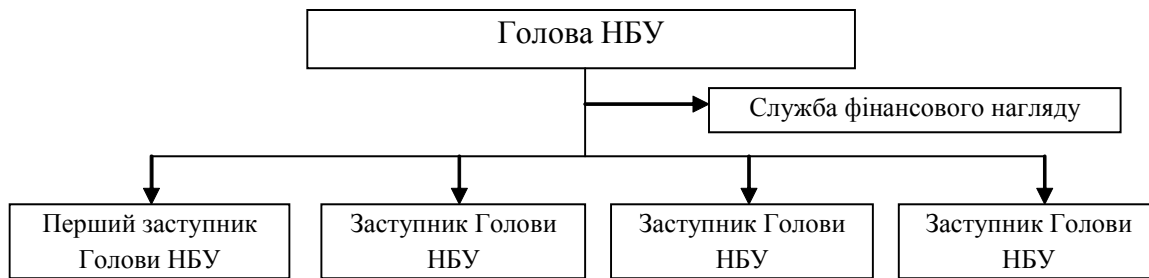 Голова НБУ
Служба фінансового нагляду
Перший заступник
Голови НБУ
Заступник Голови
НБУ
Заступник Голови
НБУ
Заступник Голови
НБУ